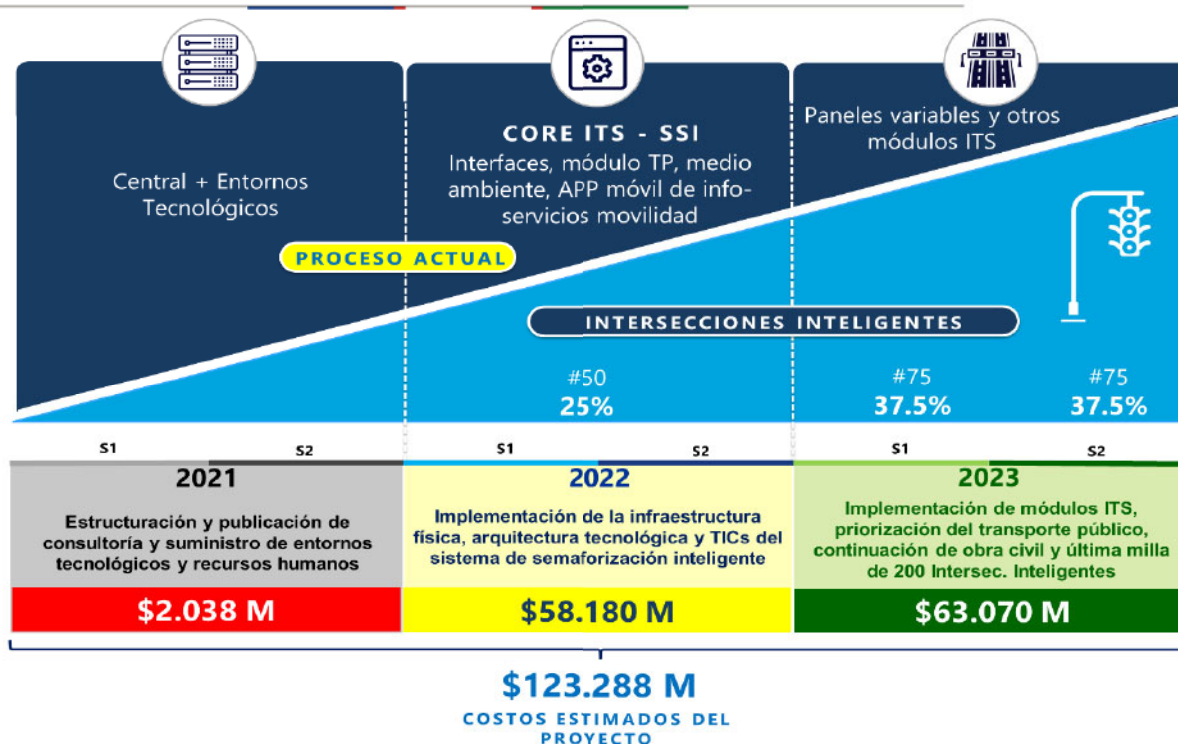 Central + Entornos
Tecnológicos
CORE ITS - SSI
Interfaces, módulo TP, medio
ambiente, APP móvil de info-
servicios movilidad
Paneles variables y otros
módulos ITS
PROCESO ACTUAL
INTERSECCIONES INTELIGENTES
#50
25%
#75
37.5%
#75
37.5%
S1
S2
S1
S2
S1
S2
2021
Estructuración y publicación de
consultoría y suministro de entornos
tecnológicos y recursos humanos
$2.038 M
2022
Implementación de la infraestructura
física, arquitectura tecnológica y TICs del
sistema de semaforización inteligente
$58.180 M
2023
Implementación de módulos ITS,
priorización del transporte público,
continuación de obra civil y última milla
de 200 Intersec. Inteligentes
$63.070 M
$123.288 M
COSTOS ESTIMADOS DEL
PROYECTO